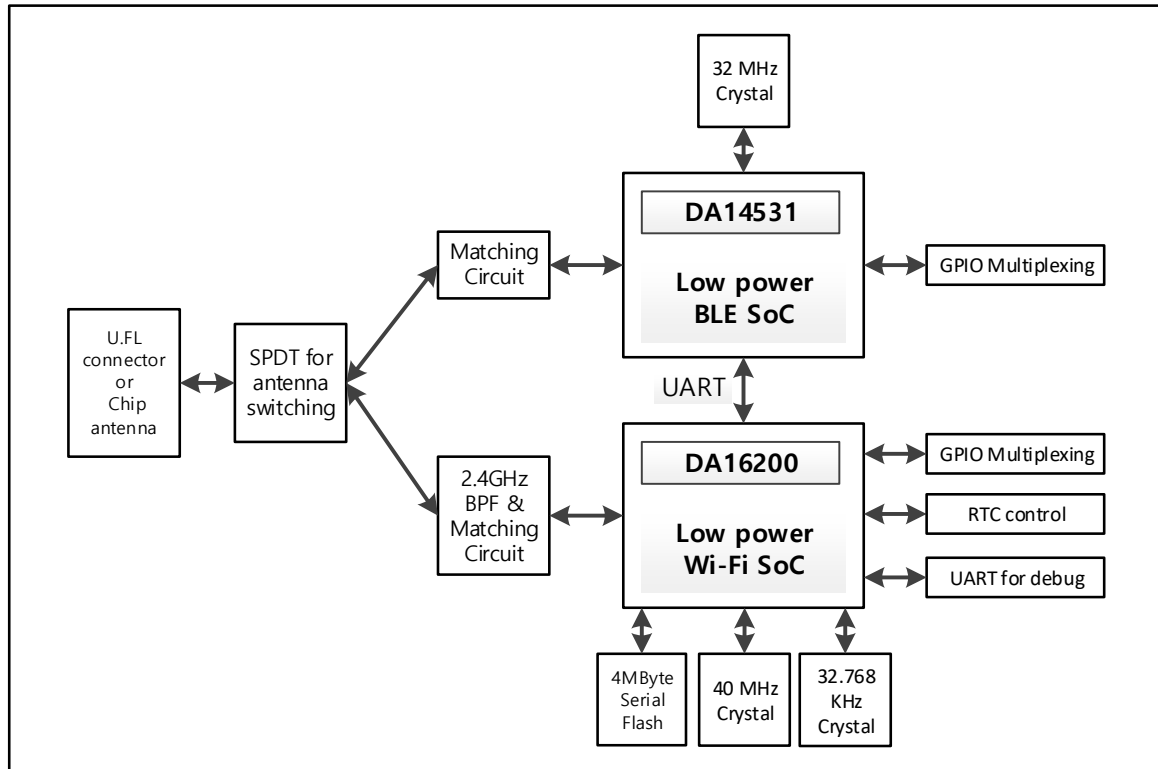 32 MHz
Crystal
DA14531
Low power
BLE SoC
Matching
Circuit
GPIO Multiplexing
U.FL
connector
or
Chip
antenna
SPDT for
antenna
switching
UART
DA16200
Low power
Wi-Fi SoC
2.4GHz
BPF &
Matching
Circuit
GPIO Multiplexing
RTC control
UART for debug
4MByte
Serial
Flash
40 MHz
Crystal
32.768
KHz
Crystal